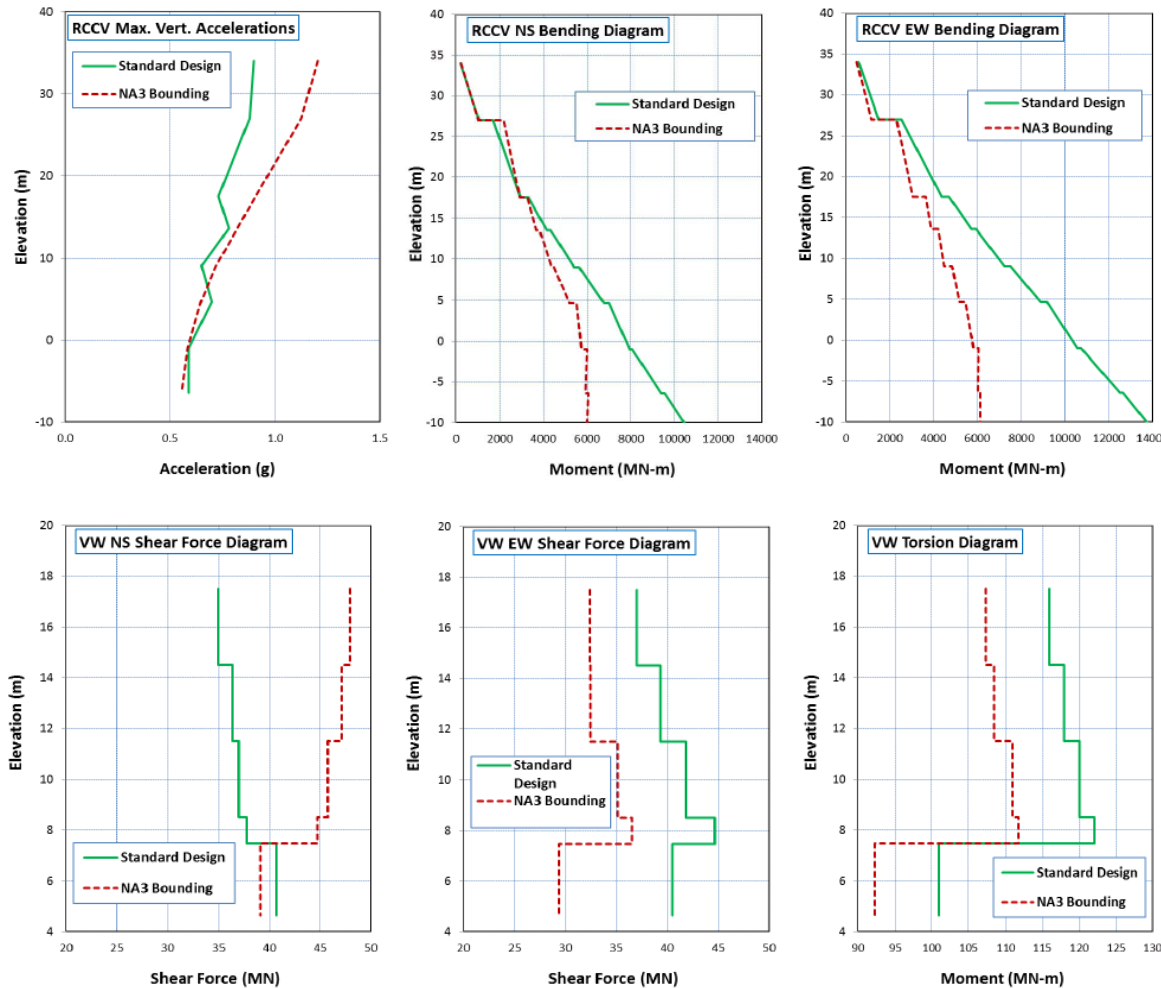 RCCV Max. Vert. Accelerations
Standard Design
NA3 Bounding
40
30
20
10
0
-10
Elevation (m)
0.0 0.5 1.0 1.5
Acceleration (g)
RCCV NS Bending Diagram
Standard Design
NA3 Bounding
40
35
30
25
20
15
10
5
0
-5
-10
Elevation (m)
0 2000 4000 6000 8000 10000 12000 14000
Moment (MN-m)
RCCV EW Bending Diagram
Standard Design
NA3 Bounding
40
35
30
25
20
15
10
5
0
-5
-10
Elevation (m)
0 2000 4000 6000 8000 10000 12000 14000
Moment (MN-m)
VW NS Shear Force Diagram
20
18
16
14
12
10
8
6
4
Elevation (m)
Standard Design
NA3 Bounding
20 25 30 35 40 45 50
Shear Force (MN)
VW EW Shear Force Diagram
20
18
16
14
12
10
8
6
4
Elevation (m)
Standard
Design
NA3 Bounding
20 25 30 35 40 45 50
Shear Force (MN)
VW Torsion Diagram
20
18
16
14
12
10
8
6
4
Elevation (m)
Standard Design
NA3 Bounding
90 95 100 105 110 115 120 125 130
Moment (MN-m)